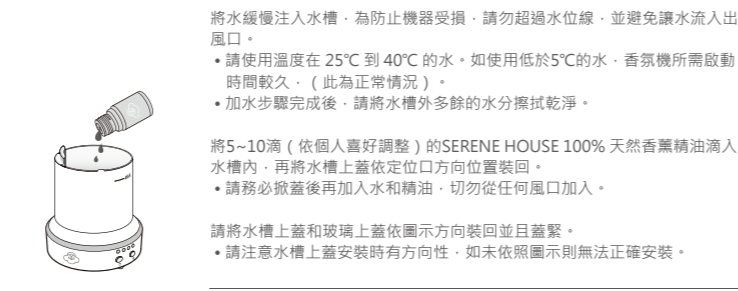 將水緩慢注入水槽，為防止機器受損，請勿超過水位線，並避免讓水流入出
風口。
• 請使用溫度在 25℃ 到 40℃ 的水。如使用低於5℃的水，香氛機所需啟動
時間較久，（此為正常情況）。
• 加水步驟完成後，請將水槽外多餘的水分擦拭乾淨。
將5~10滴（依個人喜好調整）的SERENE HOUSE 100% 天然香薰精油滴入
水槽內，再將水槽上蓋依定位口方向位置裝回。
• 請務必掀蓋後再加入水和精油，切勿從任何風口加入。
請將水槽上蓋和玻璃上蓋依圖示方向裝回並且蓋緊。
• 請注意水槽上蓋安裝時有方向性，如未依照圖示則無法正確安裝。